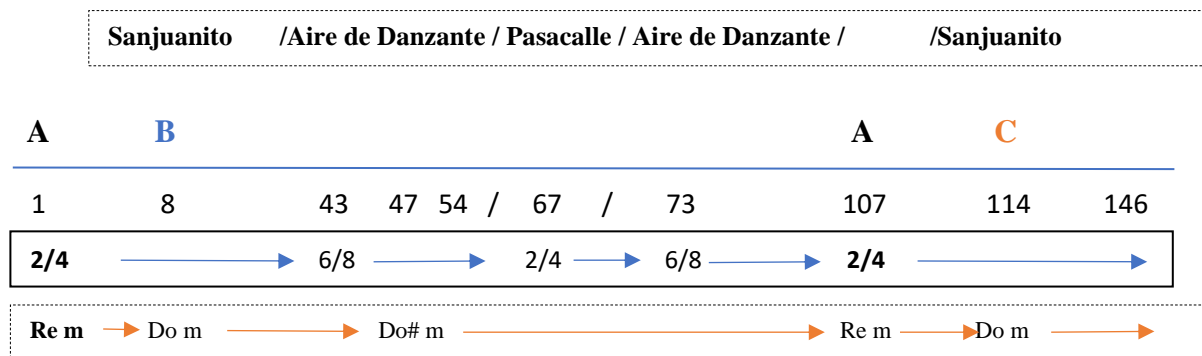 Sanjuanito /Aire de Danzante / Pasacalle / Aire de Danzante / /Sanjuanito
A B A C
1 8 43 47 54 / 67 / 73 107 114 146
2/4 6/8 2/4 6/8 2/4
Re m Do m Do# m Re m Do m